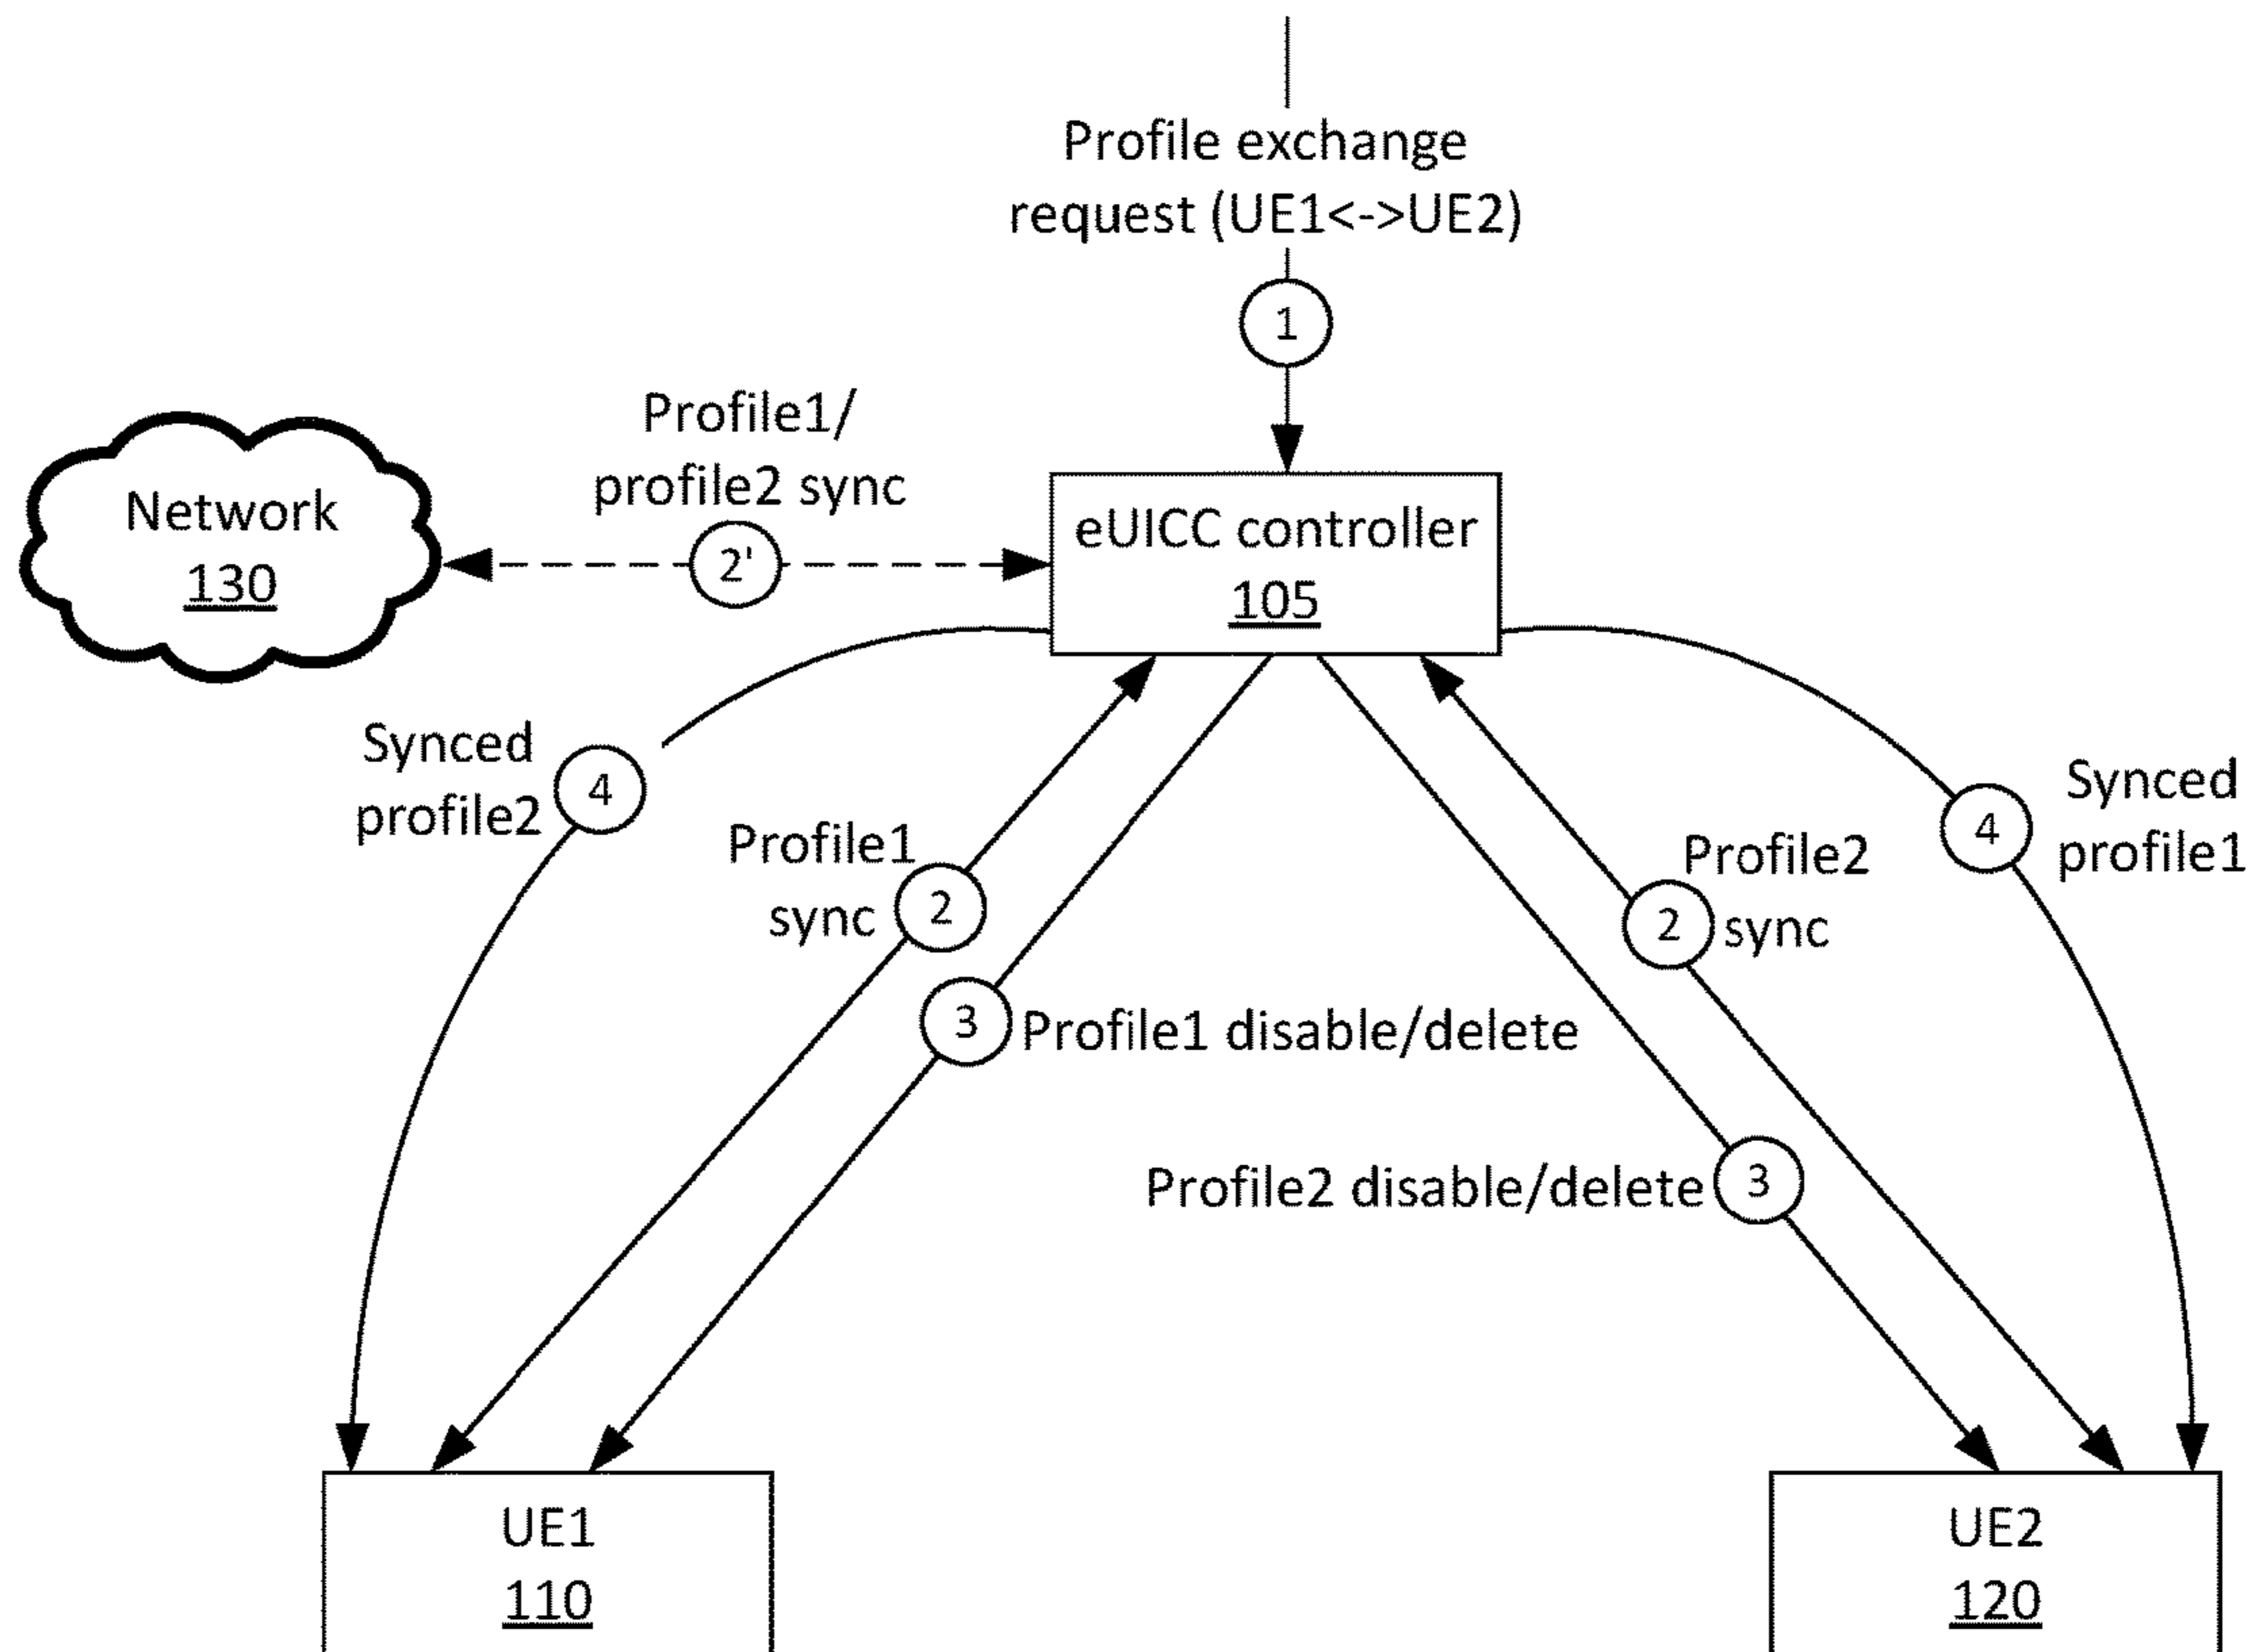 Profile exchange
request (UE1<->UE2)
1
Profile1/
profile2 sync
Network
130
2'
eUICC controller
105
Synced
profile2
4
Profile1
sync
2
Profile2
sync
2
4
Synced
profile1
3
Profile1 disable/delete
Profile2 disable/delete
3
UE1
110
UE2
120